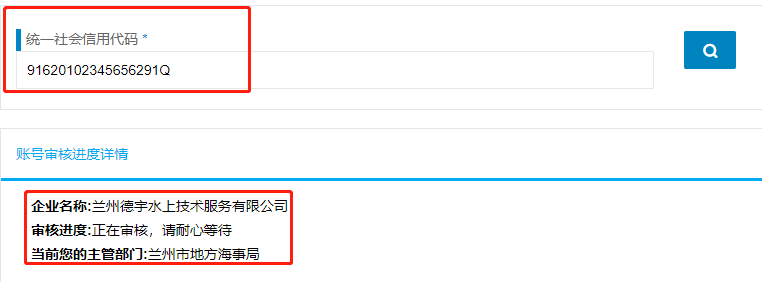 统一社会信用代码 *
91620102345656291Q
账号审核进度详情
企业名称:兰州德宇水上技术服务有限公司
审核进度:正在审核，请耐心等待
当前您的主管部门:兰州市地方海事局